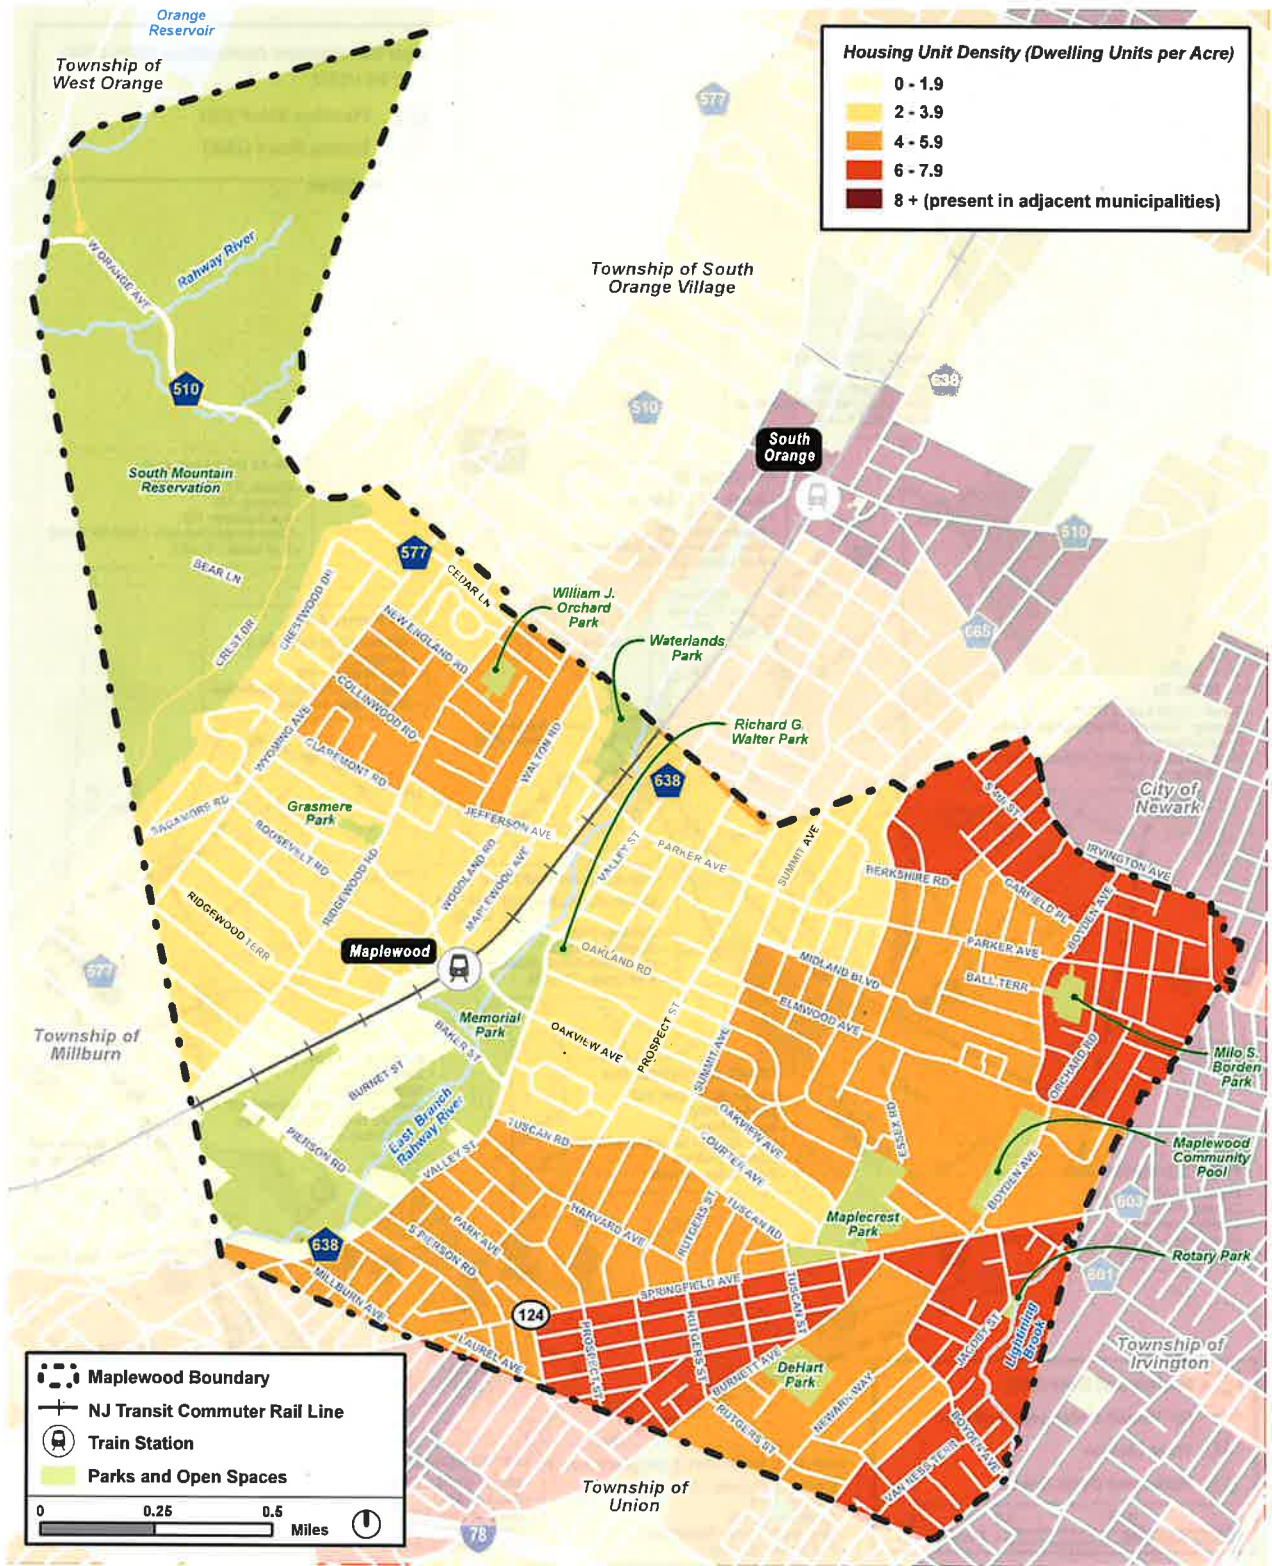 Orange
Reservoir
Township of
West Orange
Housing Unit Density (Dwelling Units per Acre)
0 - 1.9
2 - 3.9
4 - 5.9
6 - 7.9
8 + (present in adjacent municipalities)
577
W ORANGE AVE
Rahway River
Township of South
Orange Village
510
638
510
South
Orange
South Mountain
Reservation
510
577
BEAR LN
CEDAR LN
CRESTWOOD DR
CREST DR
NEW ENGLAND RD
William J.
Orchard
Park
Waterlands
Park
665
COLLINWOOD RD
WYOMING AVE
CLAREMONT RD
WALTON RD
Richard G.
Walter Park
638
S 4th ST
City of
Newark
SAGAMORE RD
Grasmere
Park
JEFFERSON AVE
ROOSEVELT RD
RIDGEWOOD RD
WOODLAND RD
MAPLEWOOD AVE
VALLEY ST
PARKER AVE
SUMMIT AVE
BERKSHIRE RD
IRVINGTON AVE
GARFIELD PL
BOYDEN AVE
RIDGEWOOD TERR
Maplewood
OAKLAND RD
MIDLAND BLVD
PARKER AVE
BALL TERR
577
Township of
Millburn
Memorial
Park
BAKER ST
OAKVIEW AVE
PROSPECT ST
SUMMIT AVE
ELMWOOD AVE
ORCHARD RD
Milo S.
Borden
Park
BURNET ST
East Branch
Rahway River
PIERSON RD
VALLEY ST
TUSCAN RD
OAKVIEW AVE
COURTER AVE
ESSEX RD
BOYDEN AVE
Maplewood
Community
Pool
603
638
HARVARD AVE
RUTGERS ST
TUSCAN RD
Maplecrest
Park
PARK AVE
S PIERSON RD
MILLBURN AVE
LAUREL AVE
124
SPRINGFIELD AVE
TUSCAN ST
Rotary Park
601
PROSPECT ST
RUTGERS ST
BURNETT AVE
DeHart
Park
JACOBY ST
Lightning
Brook
Township of
Irvington
NEWARK WAY
RUTGERS ST
BOYDEN AVE
VAN NESS TERR
Township of
Union
78
Maplewood Boundary
NJ Transit Commuter Rail Line
Train Station
Parks and Open Spaces
0 0.25 0.5
Miles